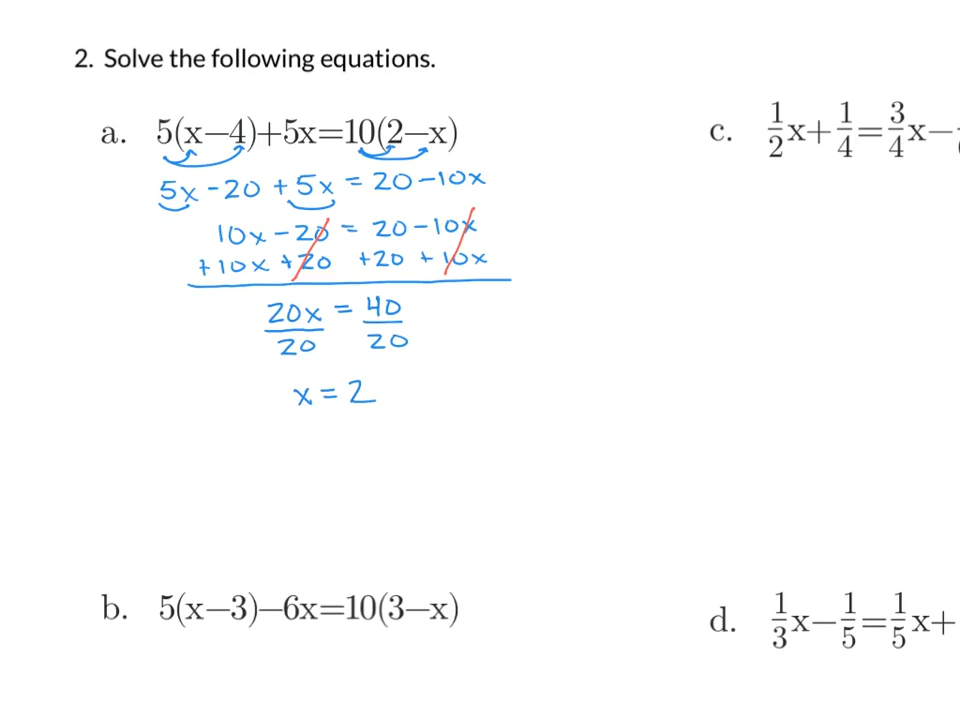 2. Solve the following equations.
a. 5(x–4)+5x=10(2–x)
5x -20 +5x = 20-10x
10x -20 = 20-10x
+10x +20 +20 +10x
20x/20 = 40/20
x=2
b. 5(x–3)–6x=10(3–x)
c. 1/2x+1/4=3/4x–
d. 1/3x–1/5=1/5x+